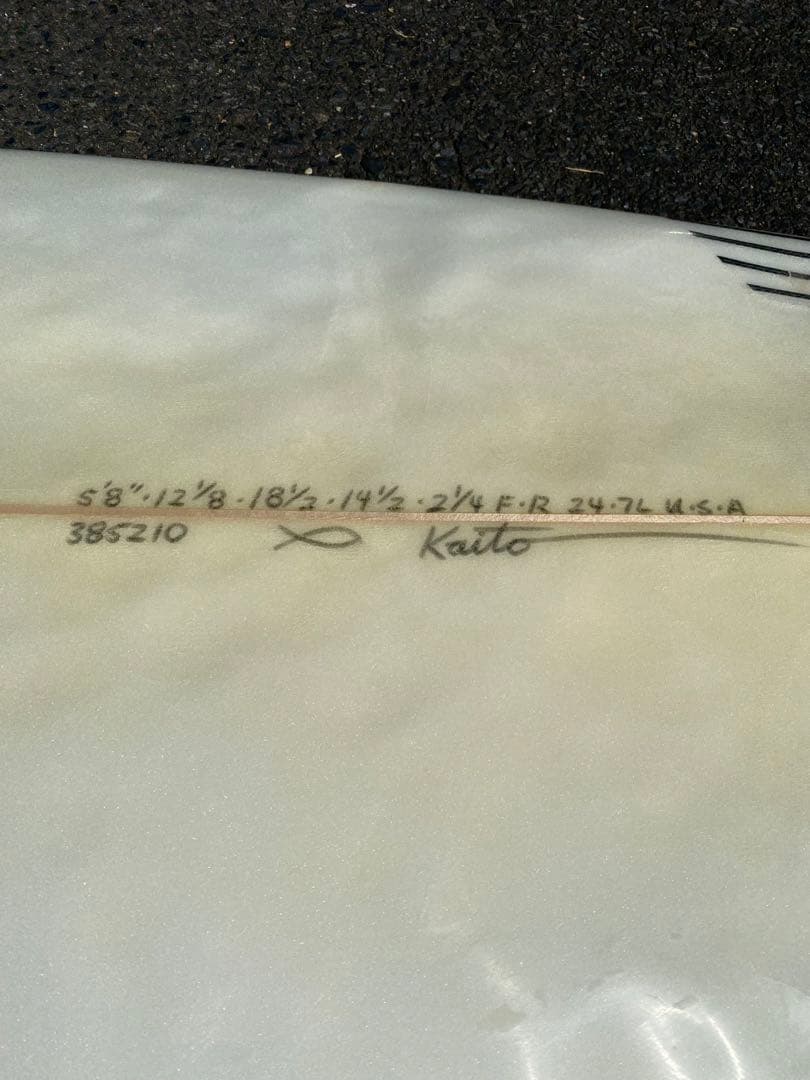 5'8"·12 1/8·18 1/2·14 1/2·2 1/4 F·R 24·7L U·S·A
385210 Kaito